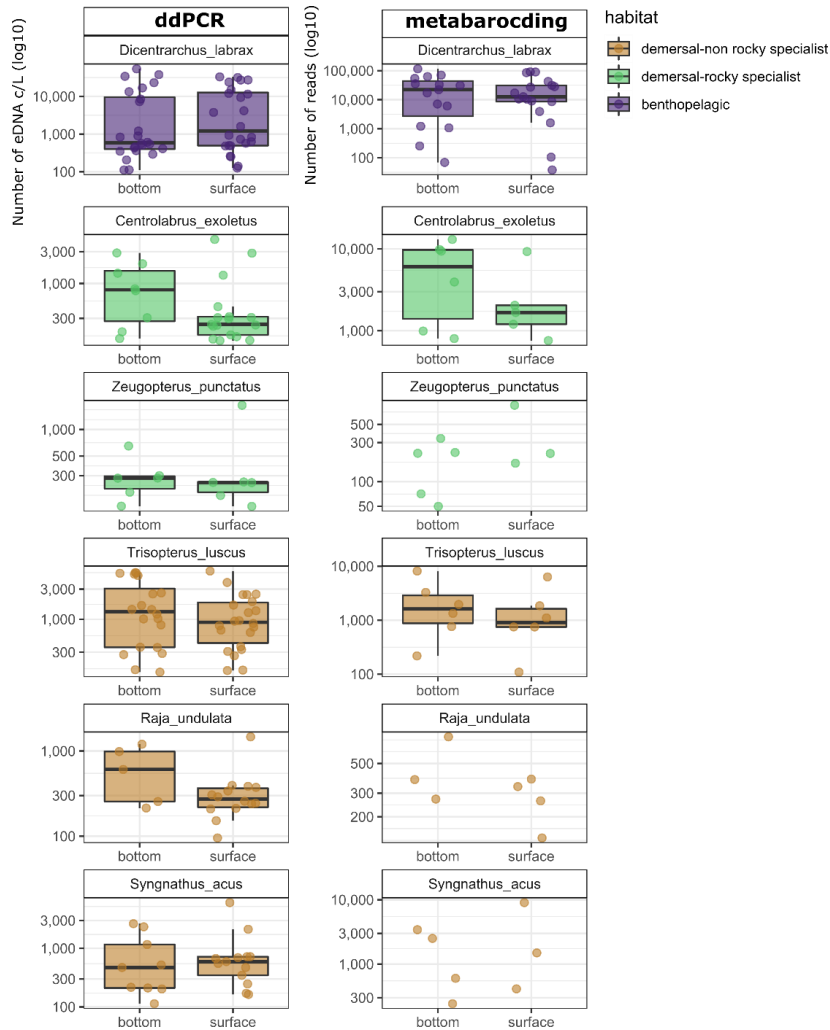 ddPCR
metabarocding
Number of eDNA c/L (log10)
Number of reads (log10)
habitat
demersal-non rocky specialist
demersal-rocky specialist
benthopelagic
Dicentrarchus_labrax
10,000
1,000
100
bottom surface
Dicentrarchus_labrax
100,000
10,000
1,000
100
bottom surface
Centrolabrus_exoletus
3,000
1,000
300
bottom surface
Centrolabrus_exoletus
10,000
3,000
1,000
bottom surface
Zeugopterus_punctatus
1,000
500
300
bottom surface
Zeugopterus_punctatus
500
300
100
50
bottom surface
Trisopterus_luscus
3,000
1,000
300
bottom surface
Trisopterus_luscus
10,000
1,000
100
bottom surface
Raja_undulata
1,000
300
100
bottom surface
Raja_undulata
500
300
200
bottom surface
Syngnathus_acus
3,000
1,000
300
100
bottom surface
Syngnathus_acus
10,000
3,000
1,000
300
bottom surface